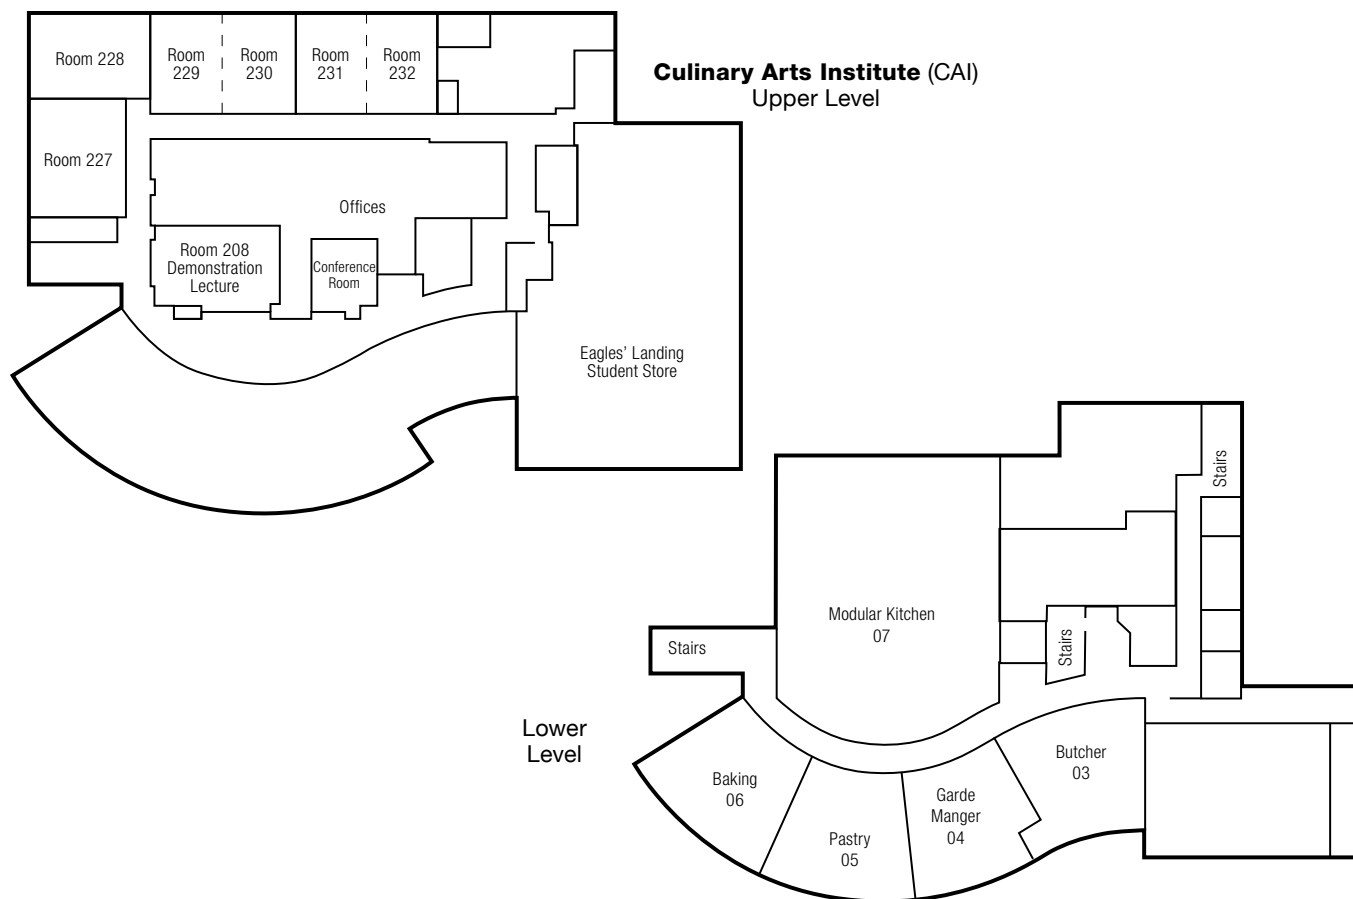 Room 228
Room
229
Room
230
Room
231
Room
232
Culinary Arts Institute (CAI)
Upper Level
Room 227
Offices
Room 208
Demonstration
Lecture
Conference
Room
Eagles’ Landing
Student Store
Stairs
Modular Kitchen
07
Stairs
Stairs
Lower
Level
Baking
06
Pastry
05
Garde
Manger
04
Butcher
03